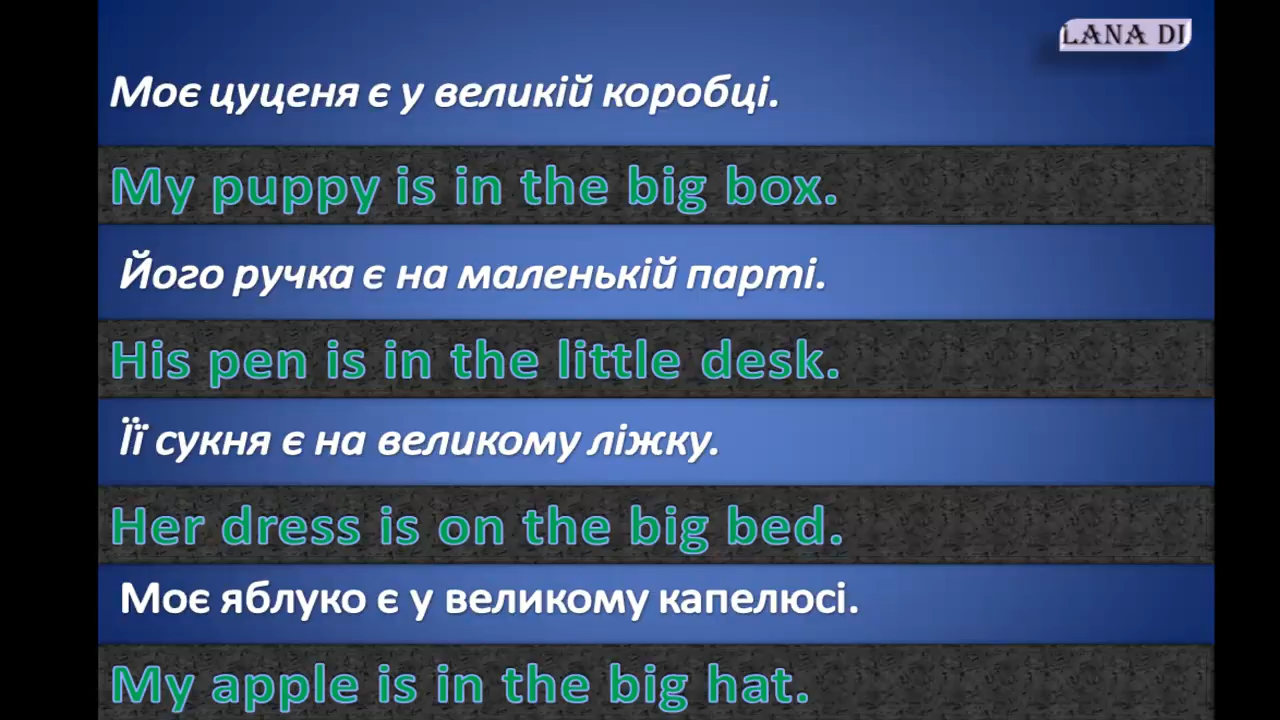 LANA DI
Моє цуценя є у великій коробці.
My puppy is in the big box.
Його ручка є на маленькій парті.
His pen is in the little desk.
Її сукня є на великому ліжку.
Her dress is on the big bed.
Моє яблуко є у великому капелюсі.
My apple is in the big hat.